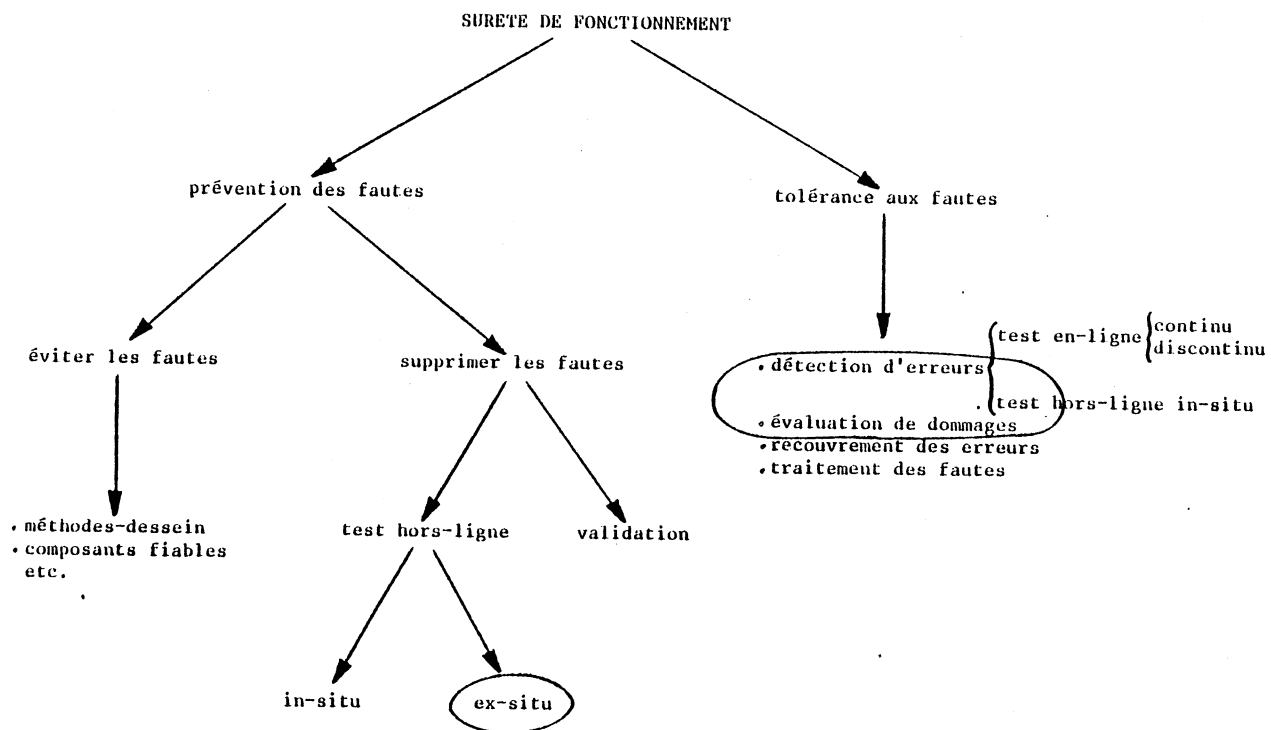 SURETE DE FONCTIONNEMENT
prévention des fautes
tolérance aux fautes
éviter les fautes
supprimer les fautes
.détection d'erreurs
test en-ligne
continu
discontinu
.test hors-ligne in-situ
.évaluation de dommages
.recouvrement des erreurs
.traitement des fautes
.méthodes-dessein
.composants fiables
etc.
test hors-ligne
validation
in-situ
ex-situ